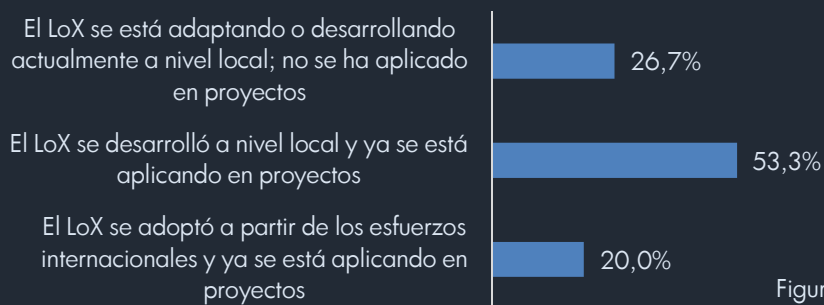 El LoX se está adaptando o desarrollando
actualmente a nivel local; no se ha aplicado
en proyectos
26,7%
El LoX se desarrolló a nivel local y ya se está
aplicando en proyectos
53,3%
El LoX se adoptó a partir de los esfuerzos
internacionales y ya se está aplicando en
proyectos
20,0%